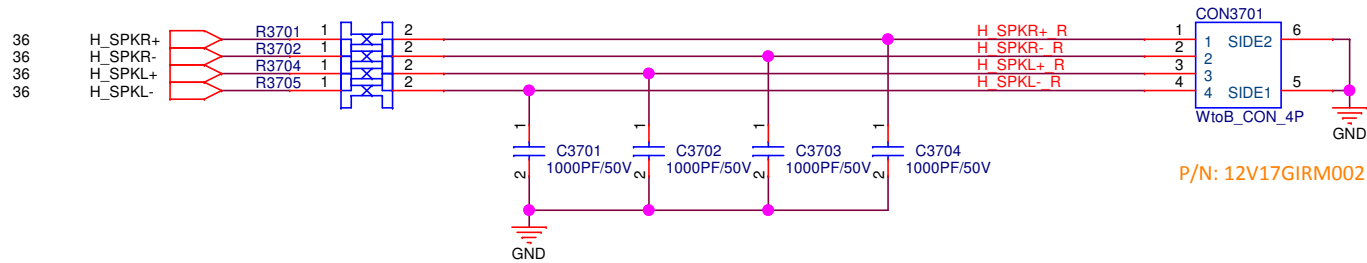 CON3701
36 H_SPKR+ R3701 1 2 H_SPKR+_R 1 1 SIDE2 6
36 H_SPKR- R3702 1 2 H_SPKR-_R 2 2
36 H_SPKL+ R3704 1 2 H_SPKL+_R 3 3
36 H_SPKL- R3705 1 2 H_SPKL-_R 4 4 SIDE1 5
WtoB_CON_4P
GND
1 1 1 1
C3701 C3702 C3703 C3704
1000PF/50V 1000PF/50V 1000PF/50V 1000PF/50V
2 2 2 2
P/N: 12V17GIRM002
GND